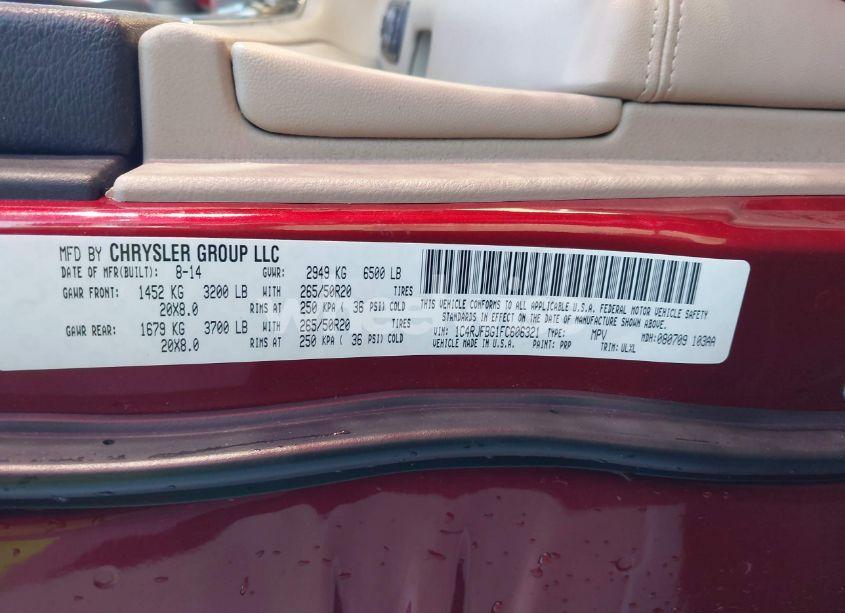 MFD BY CHRYSLER GROUP LLC
DATE OF MFR(BUILT): 8-14 GVWR: 2949 KG 6500 LB
GAWR FRONT: 1452 KG 3200 LB WITH 265/50R20 TIRES
20X8.0 RIMS AT 250 KPA ( 36 PSI) COLD
GAWR REAR: 1679 KG 3700 LB WITH 265/50R20 TIRES
20X8.0 RIMS AT 250 KPA ( 36 PSI) COLD
THIS VEHICLE CONFORMS TO ALL APPLICABLE U.S.A. FEDERAL MOTOR VEHICLE SAFETY
STANDARDS IN EFFECT ON THE DATE OF MANUFACTURE SHOWN ABOVE.
VIN: 1C4RJFBG1FC606321 TYPE: MPV MDH: 080709 103AA
VEHICLE MADE IN U.S.A. PAINT: PRP TRIM: ULXL